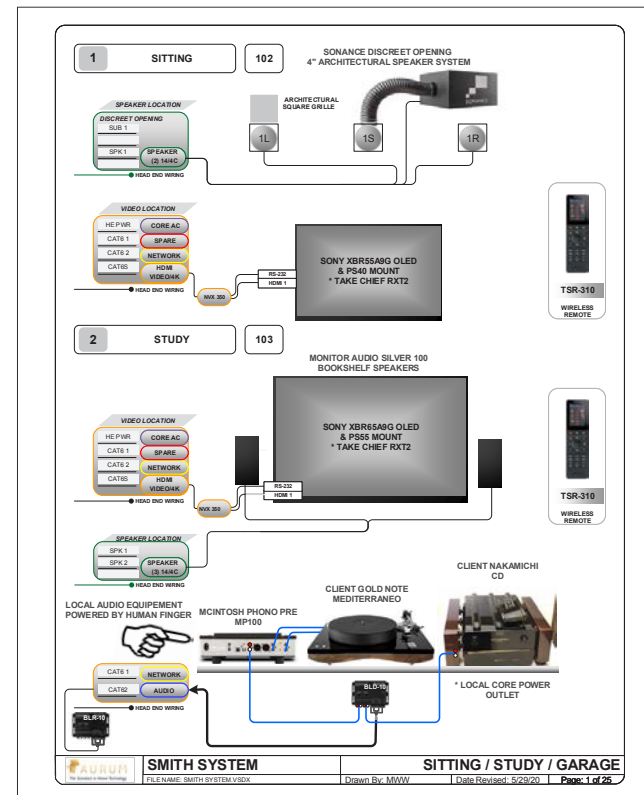 1 SITTING 102
SONANCE DISCREET OPENING
4" ARCHITECTURAL SPEAKER SYSTEM
ARCHITECTURAL
SQUARE GRILLE
1L
1S
1R
SPEAKER LOCATION
DISCREET OPENING
SUB 1
SPK 1
SPEAKER
(2) 14/4C
HEAD END WIRING
VIDEO LOCATION
HE PWR CORE AC
CAT6 1 SPARE
CAT6 2 NETWORK
CAT6S HDMI
VIDEO/4K
HEAD END WIRING
NVX 350
RS-232
HDMI 1
SONY XBR55A9G OLED
& PS40 MOUNT
* TAKE CHIEF RXT2
TSR-310
WIRELESS
REMOTE
2 STUDY 103
MONITOR AUDIO SILVER 100
BOOKSHELF SPEAKERS
SONY XBR65A9G OLED
& PS55 MOUNT
* TAKE CHIEF RXT2
VIDEO LOCATION
HE PWR CORE AC
CAT6 1 SPARE
CAT6 2 NETWORK
CAT6S HDMI
VIDEO/4K
HEAD END WIRING
NVX 350
RS-232
HDMI 1
TSR-310
WIRELESS
REMOTE
SPEAKER LOCATION
SPK 1
SPK 2 SPEAKER
(3) 14/4C
HEAD END WIRING
LOCAL AUDIO EQUIPEMENT
POWERED BY HUMAN FINGER
MCINTOSH PHONO PRE
MP100
CLIENT GOLD NOTE
MEDITERRANEO
CLIENT NAKAMICHI
CD
* LOCAL CORE POWER
OUTLET
CAT6 1 NETWORK
CAT62 AUDIO
HEAD END WIRING
BLR-10
BLD-10
AURUM
SMITH SYSTEM SITTING / STUDY / GARAGE
FILE NAME: SMITH SYSTEM.VSDX Drawn By: MWW Date Revised: 5/29/20 Page: 1 of 25